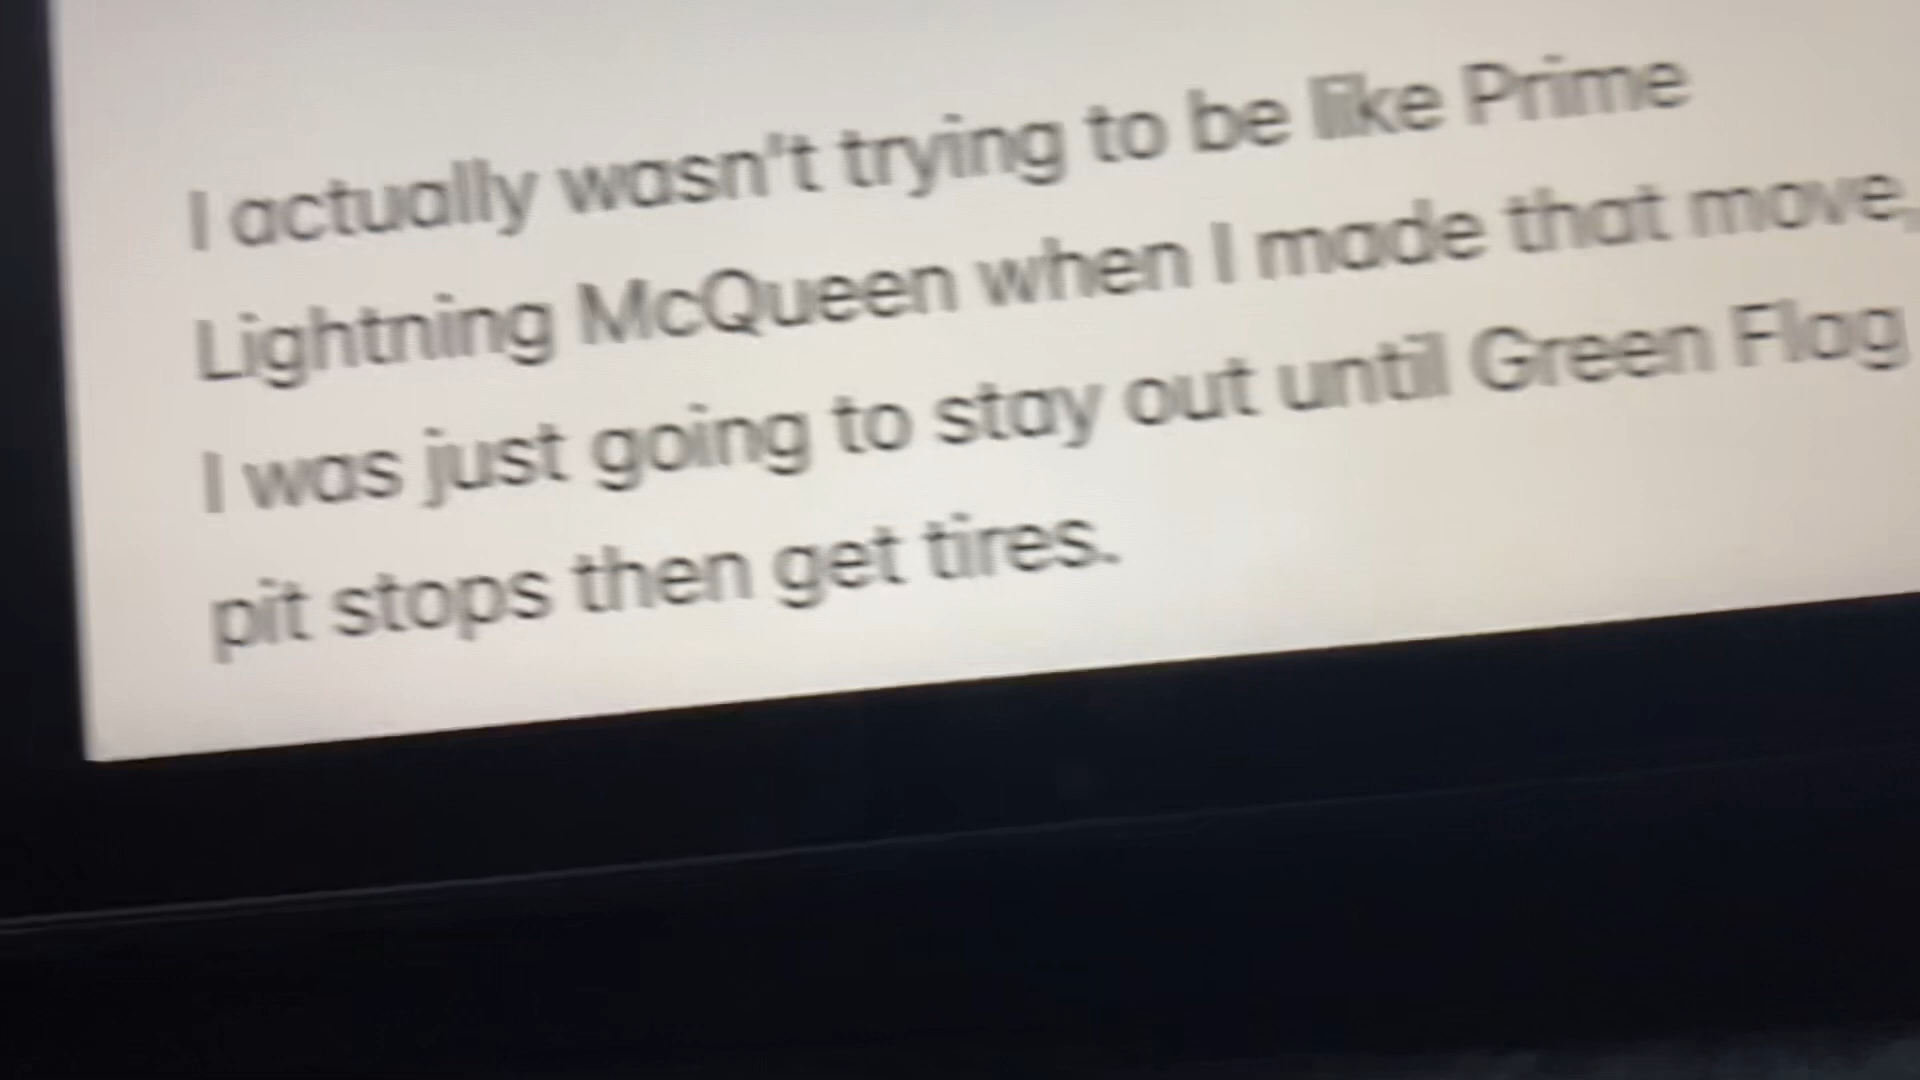 I actually wasn't trying to be like Prime
Lightning McQueen when I made that move,
I was just going to stay out until Green Flag
pit stops then get tires.